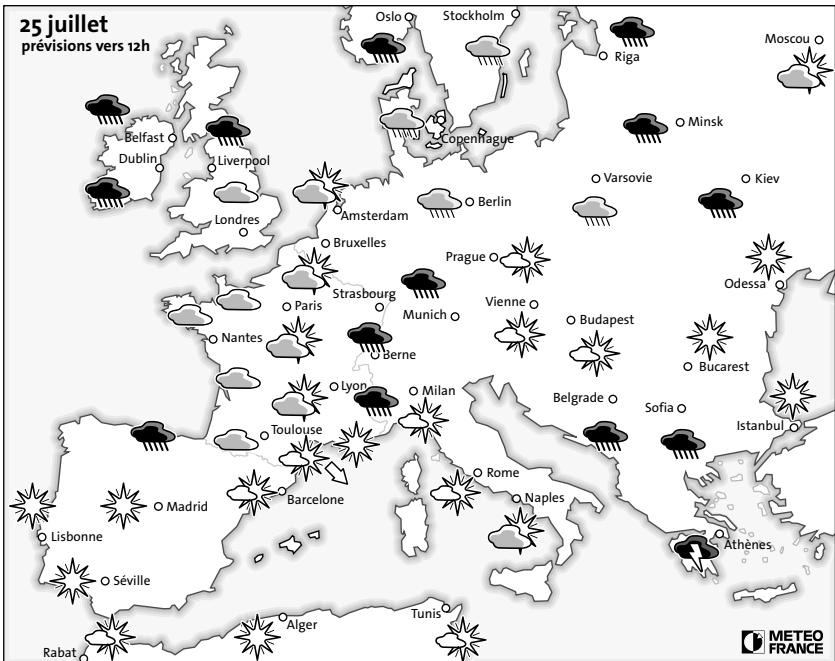 25 juillet
prévisions vers 12h
Oslo
Stockholm
Moscou
Riga
Minsk
Belfast
Copenhague
Dublin
Liverpool
Varsovie
Kiev
Berlin
Amsterdam
Londres
Bruxelles
Prague
Odessa
Strasbourg
Paris
Munich
Vienne
Budapest
Nantes
Berne
Bucarest
Lyon
Milan
Belgrade
Sofia
Istanbul
Toulouse
Rome
Barcelone
Naples
Madrid
Lisbonne
Athènes
Séville
Tunis
Alger
Rabat
METEO
FRANCE